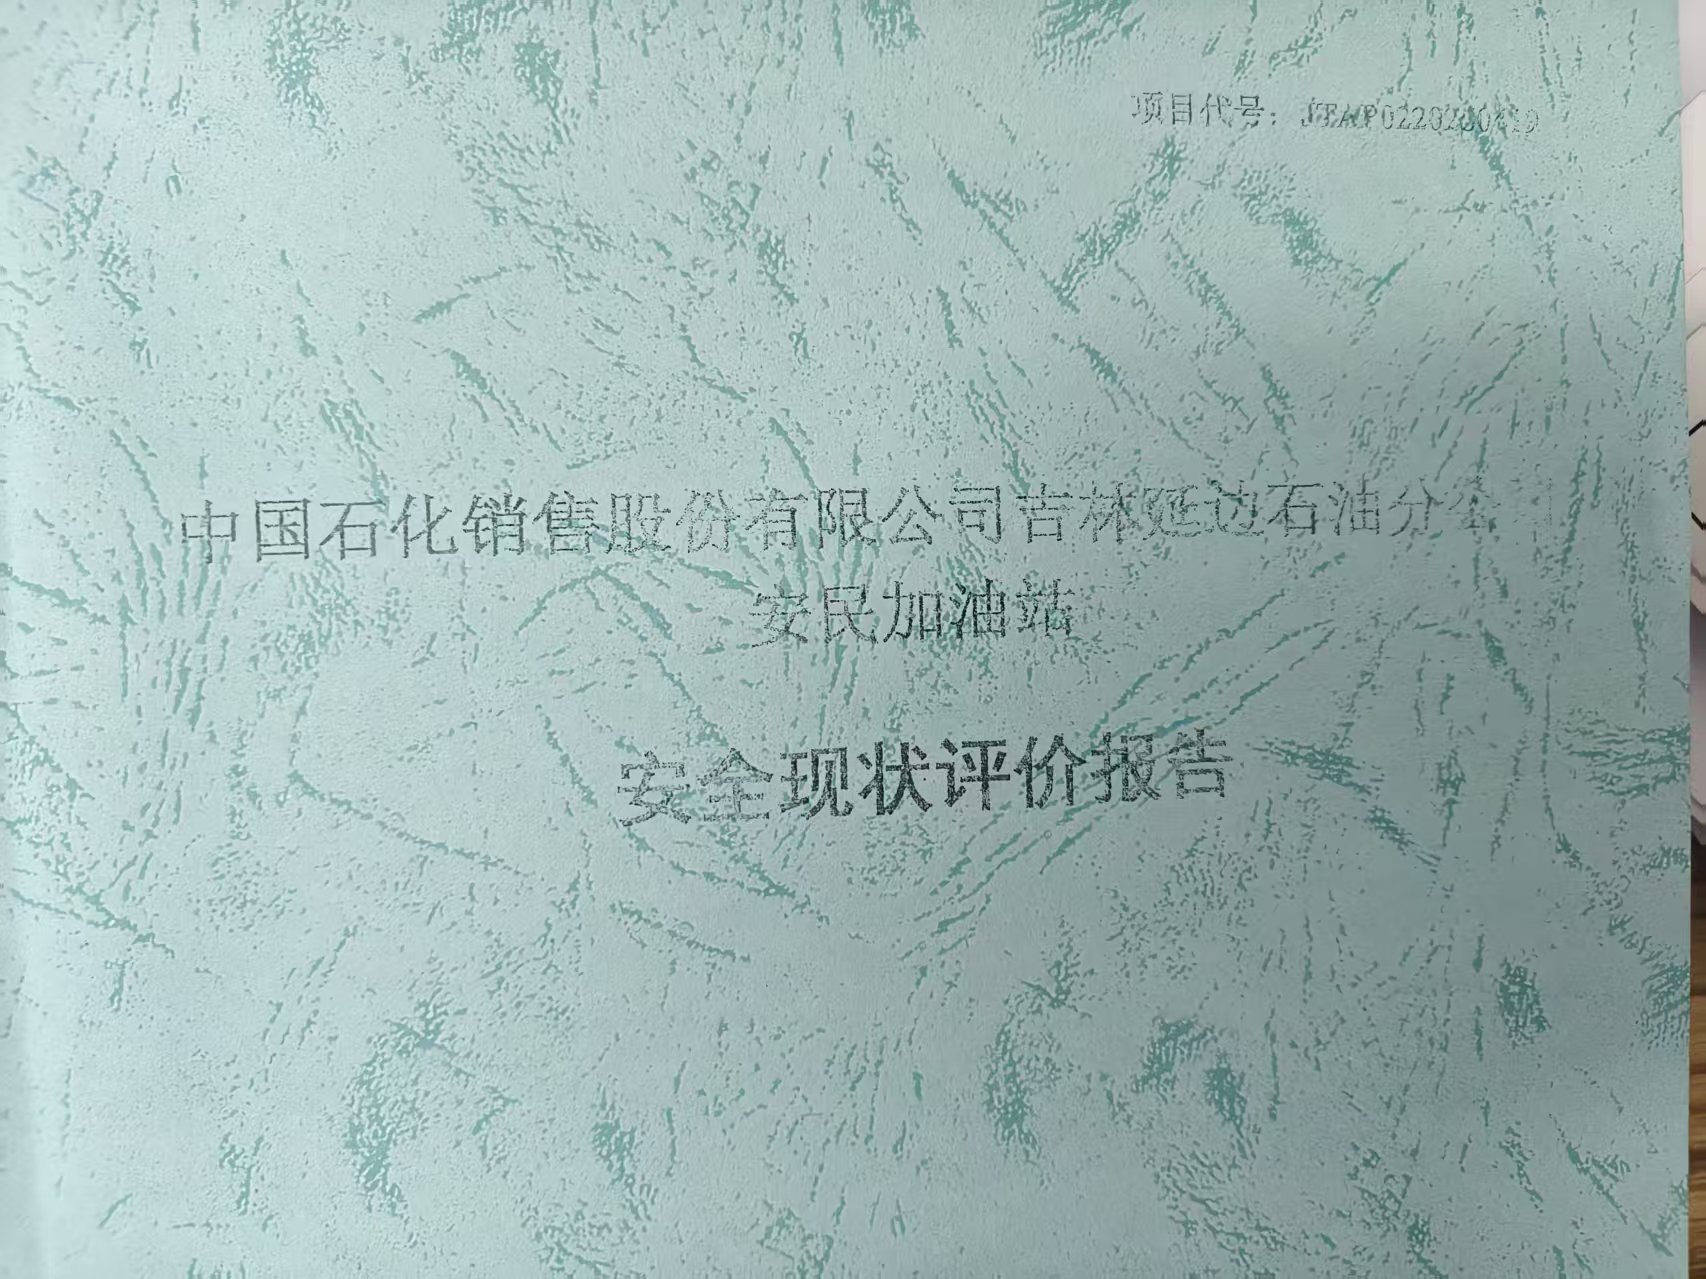 项目代号：
中国石化销售股份有限公司吉林延边石油分公
安民加油站
安全现状评价报告